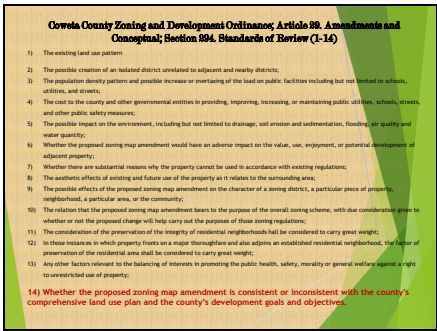 Coweta County Zoning and Development Ordinance; Article 29. Amendments and
Conceptual; Section 294. Standards of Review (1-14)
1) The existing land use pattern
2) The possible creation of an isolated district unrelated to adjacent and nearby districts;
3) The population density pattern and possible increase or overtaxing of the load on public facilities including but not limited to schools,
utilities, and streets;
4) The cost to the county and other governmental entities in providing, improving, increasing, or maintaining public utilities, schools, streets,
and other public safety measures;
5) The possible impact on the environment, including but not limited to drainage, soil erosion and sedimentation, flooding, air quality and
water quantity;
6) Whether the proposed zoning map amendment would have an adverse impact on the value, use, enjoyment, or potential development of
adjacent property;
7) Whether there are substantial reasons why the property cannot be used in accordance with existing regulations;
8) The aesthetic effects of existing and future use of the property as it relates to the surrounding area;
9) The possible effects of the proposed zoning map amendment on the character of a zoning district, a particular piece of property,
neighborhood, a particular area, or the community;
10) The relation that the proposed zoning map amendment bears to the purpose of the overall zoning scheme, with due consideration given to
whether or not the proposed change will help carry out the purposes of those zoning regulations;
11) The consideration of the preservation of the integrity of residential neighborhoods hall be considered to carry great weight;
12) In those instances in which property fronts on a major thoroughfare and also adjoins an established residential neighborhood, the factor of
preservation of the residential area shall be considered to carry great weight;
13) Any other factors relevant to the balancing of interests in promoting the public health, safety, morality or general welfare against a right
to unrestricted use of property;
14) Whether the proposed zoning map amendment is consistent or inconsistent with the county's
comprehensive land use plan and the county's development goals and objectives.